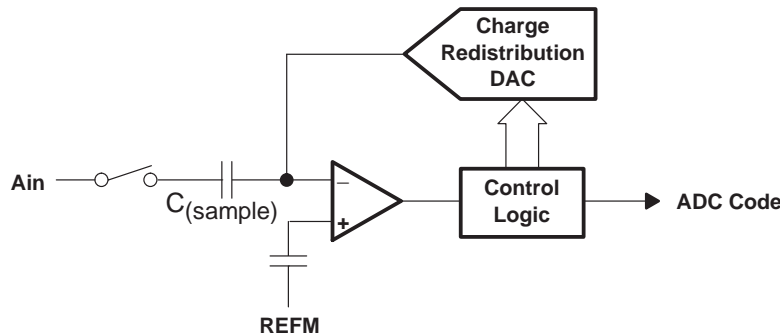 Charge
Redistribution
DAC
Ain
C(sample)
−
+
Control
Logic
ADC Code
REFM